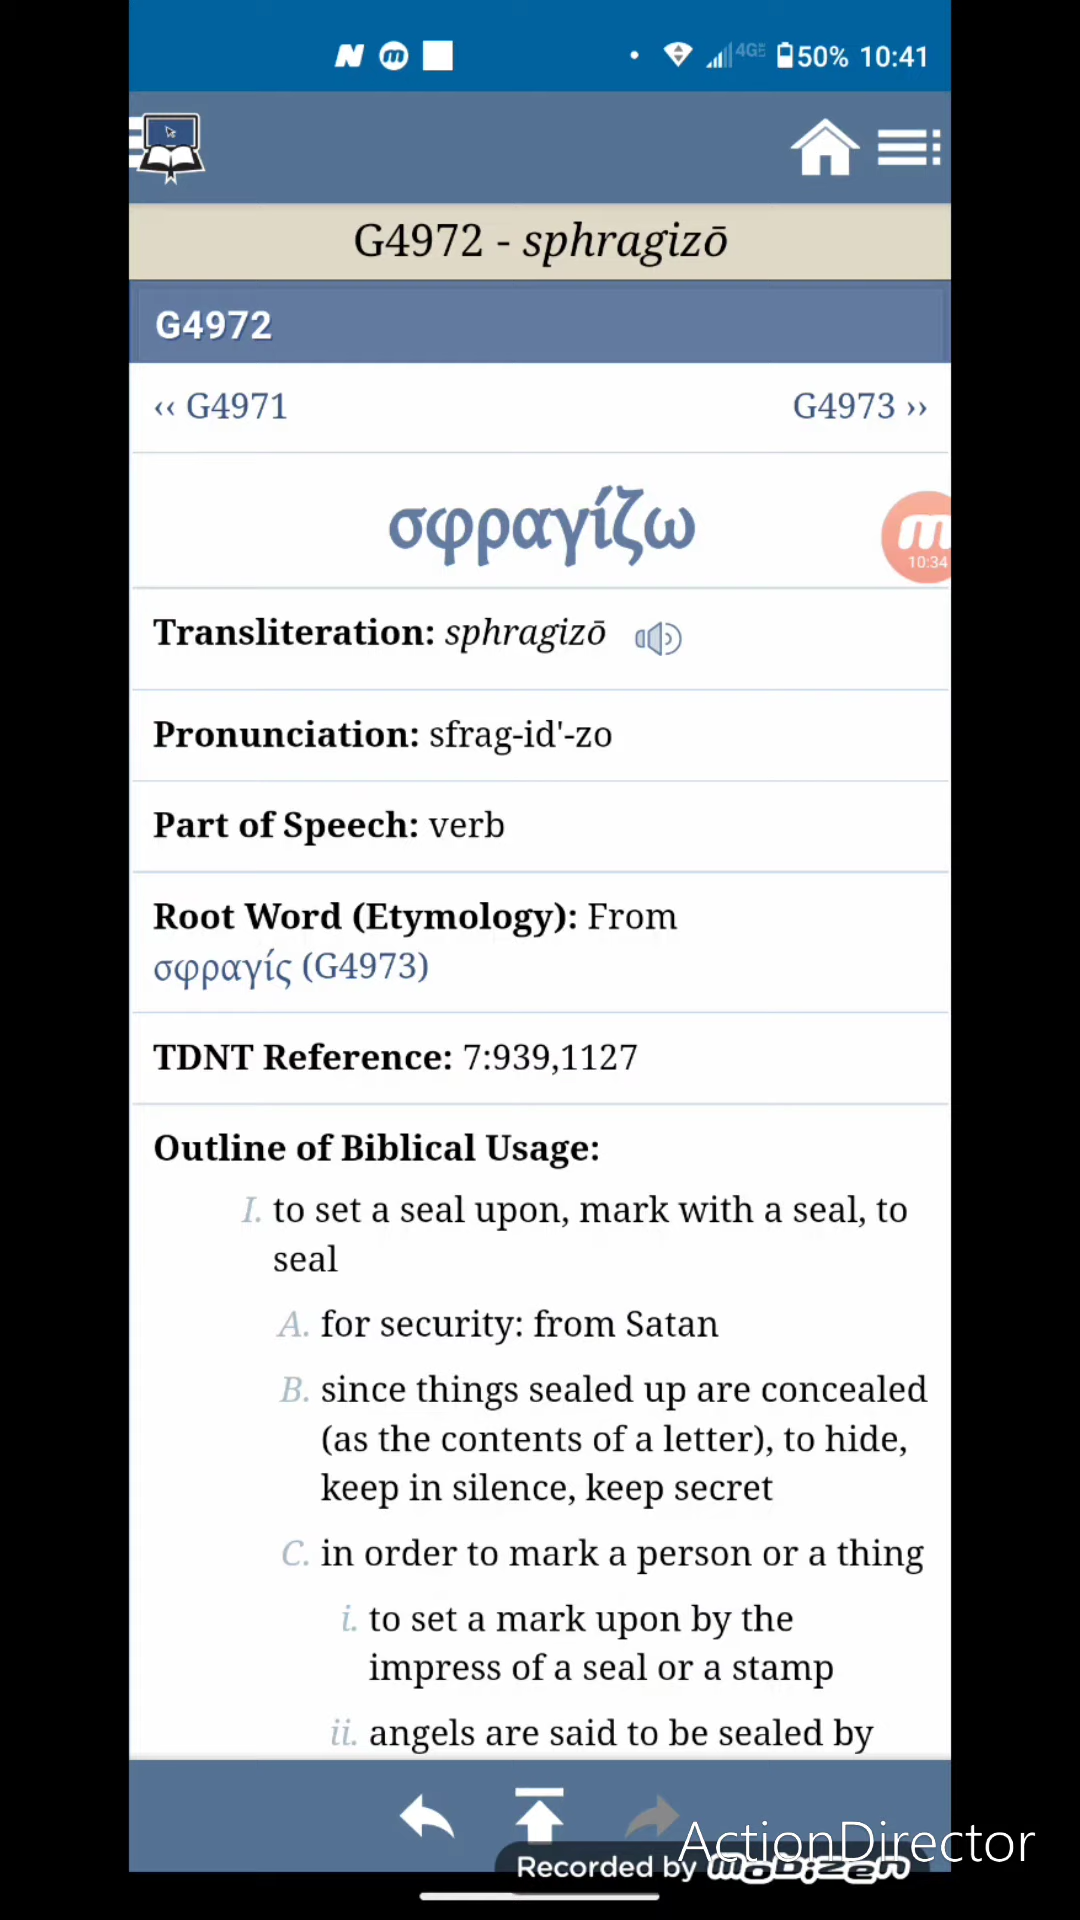 N m 4G 50% 10:41
G4972 - sphragizō
G4972
‹‹ G4971 G4973 ››
σφραγίζω
m
10:34
Transliteration: sphragizō
Pronunciation: sfrag-id'-zo
Part of Speech: verb
Root Word (Etymology): From
σφραγίς (G4973)
TDNT Reference: 7:939,1127
Outline of Biblical Usage:
I. to set a seal upon, mark with a seal, to
seal
A. for security: from Satan
B. since things sealed up are concealed
(as the contents of a letter), to hide,
keep in silence, keep secret
C. in order to mark a person or a thing
i. to set a mark upon by the
impress of a seal or a stamp
ii. angels are said to be sealed by
ActionDirector
Recorded by mobizen